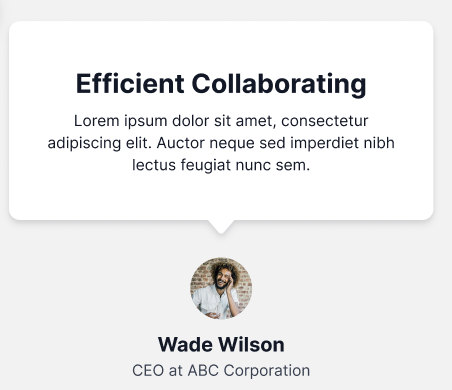 Efficient Collaborating
Lorem ipsum dolor sit amet, consectetur
adipiscing elit. Auctor neque sed imperdiet nibh
lectus feugiat nunc sem.
Wade Wilson
CEO at ABC Corporation